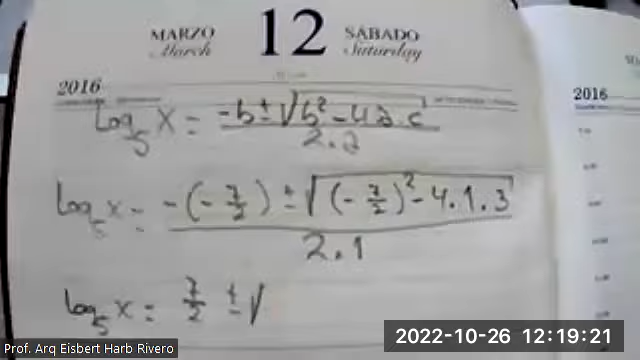 MARZO 12 SÁBADO
March Saturday
2016
2016
log₅ x = -b ± √b² - 4a.c / 2.a
log₅ x = -(-7/2) ± √(-7/2)² - 4.1.3 / 2.1
log₅ x = 7/2 ± √
Prof. Arq Eisbert Harb Rivero
2022-10-26 12:19:21